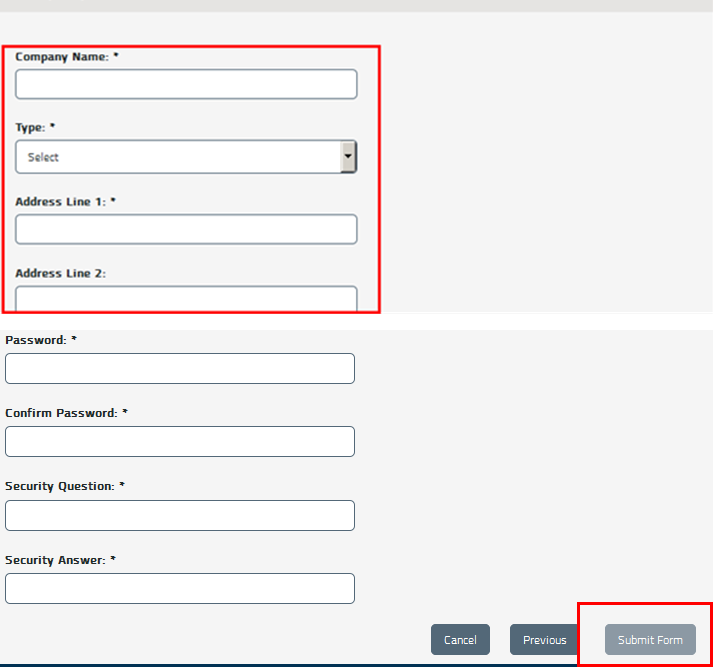 Company Name: *
Type: *
Select
Address Line 1: *
Address Line 2:
Password: *
Confirm Password: *
Security Question: *
Security Answer: *
Cancel Previous Submit Form